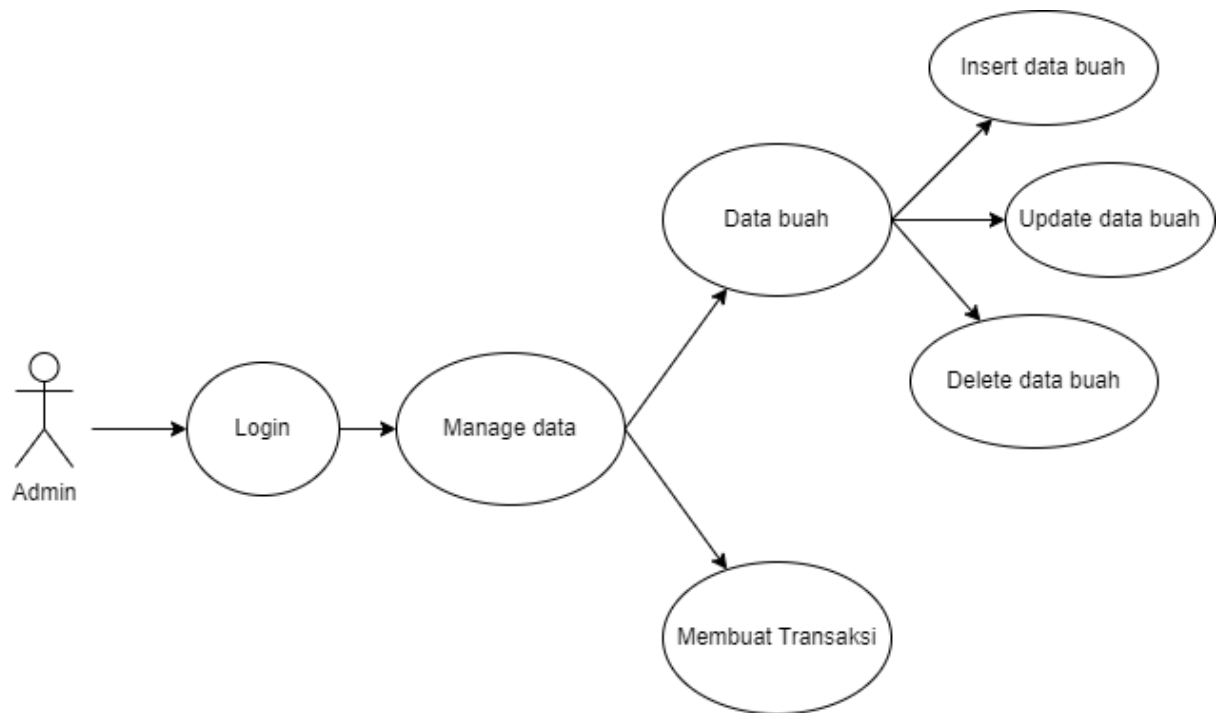 Insert data buah
Data buah
Update data buah
Delete data buah
Login
Manage data
Admin
Membuat Transaksi